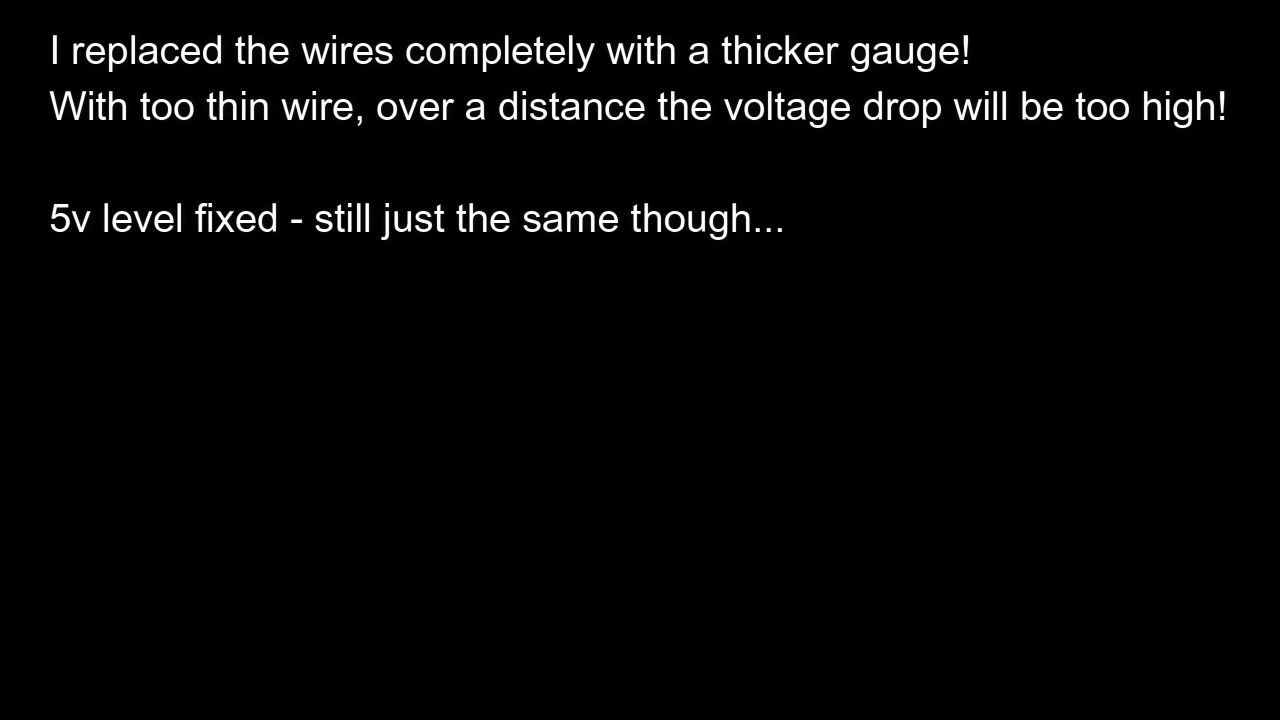 I replaced the wires completely with a thicker gauge!
With too thin wire, over a distance the voltage drop will be too high!
5v level fixed - still just the same though...